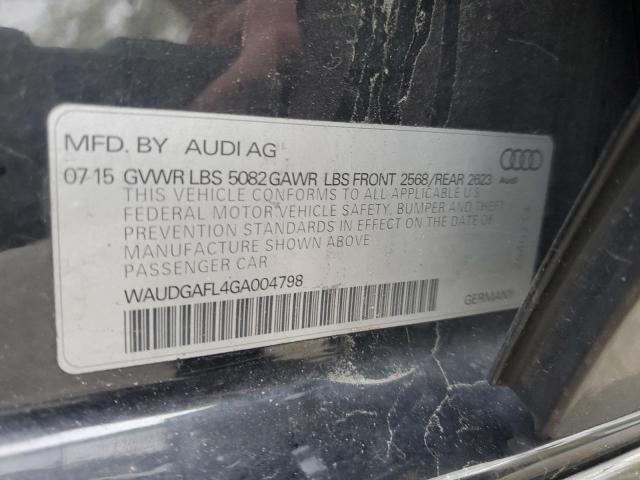 MFD. BY AUDI AG
07-15 GVWR LBS 5082 GAWR LBS FRONT 2568/REAR 2623
Audi
THIS VEHICLE CONFORMS TO ALL APPLICABLE U.S.
FEDERAL MOTOR VEHICLE SAFETY, BUMPER AND THEFT
PREVENTION STANDARDS IN EFFECT ON THE DATE OF
MANUFACTURE SHOWN ABOVE
PASSENGER CAR
WAUDGAFL4GA004798
GERMANY